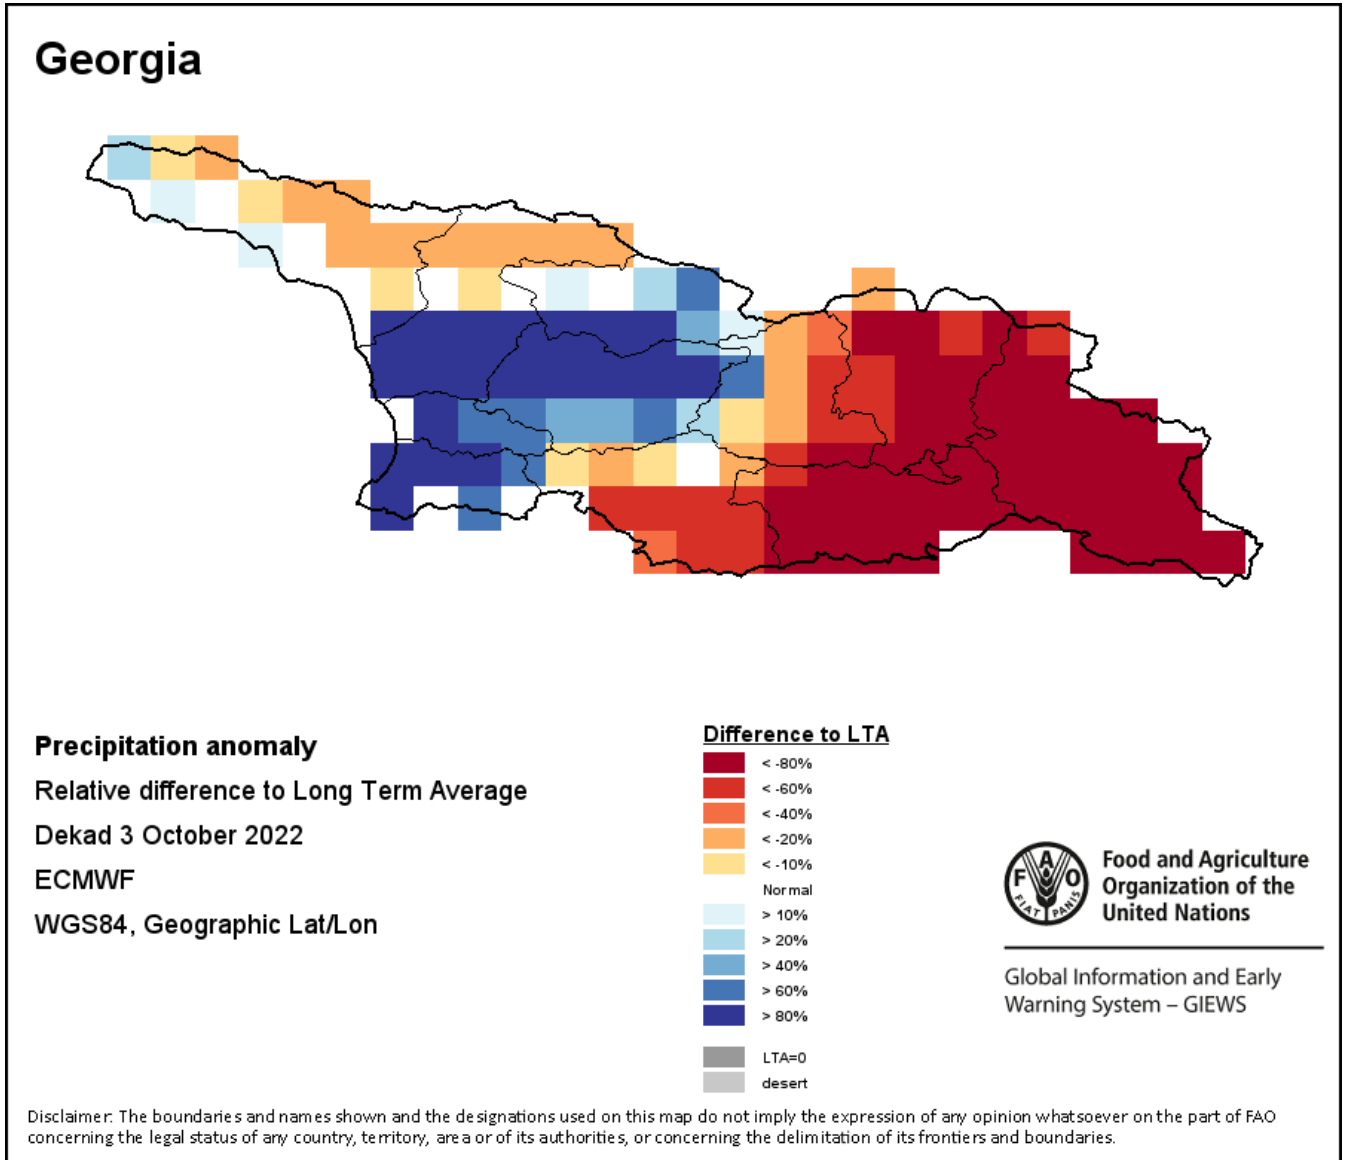 Georgia
Precipitation anomaly
Relative difference to Long Term Average
Dekad 3 October 2022
ECMWF
WGS84, Geographic Lat/Lon
Difference to LTA
< -80%
< -60%
< -40%
< -20%
< -10%
Normal
> 10%
> 20%
> 40%
> 60%
> 80%
LTA=0
desert
F A O
FIAT PANIS
Food and Agriculture
Organization of the
United Nations
Global Information and Early
Warning System – GIEWS
Disclaimer: The boundaries and names shown and the designations used on this map do not imply the expression of any opinion whatsoever on the part of FAO
concerning the legal status of any country, territory, area or of its authorities, or concerning the delimitation of its frontiers and boundaries.